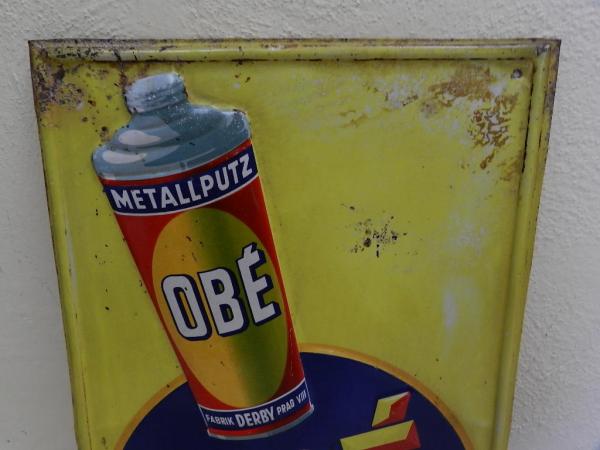 METALLPUTZ
OBÉ
FABRIK DERBY PRAG VIII